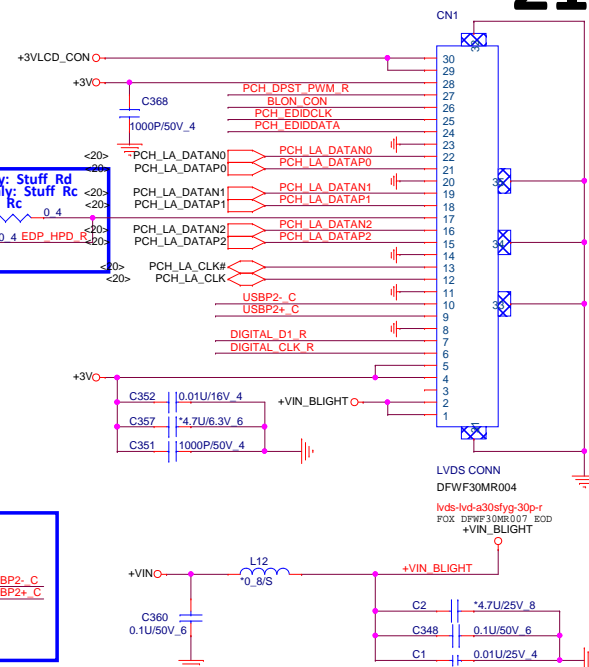 CN1
+3VLCD_CON
30
29
+3V
28
PCH_DPST_PWM_R
27
C368
BLON_CON
26
PCH_EDIDCLK
25
1000P/50V_4
PCH_EDIDDATA
24
23
<20> PCH_LA_DATAN0 PCH_LA_DATAN0
22
<20> PCH_LA_DATAP0 PCH_LA_DATAP0
21
y: Stuff Rd
20
ly: Stuff Rc
<20> PCH_LA_DATAN1 PCH_LA_DATAN1
19
Rc
<20> PCH_LA_DATAP1 PCH_LA_DATAP1
18
0_4
17
<20> PCH_LA_DATAN2 PCH_LA_DATAN2
16
0_4 EDP_HPD_R
<20> PCH_LA_DATAP2 PCH_LA_DATAP2
15
14
<20> PCH_LA_CLK#
13
<20> PCH_LA_CLK
12
11
USBP2-_C
10
USBP2+_C
9
33
8
DIGITAL_D1_R
7
DIGITAL_CLK_R
6
5
+3V
4
3
C352 0.01U/16V_4
+VIN_BLIGHT
2
1
C357 *4.7U/6.3V_6
C351 1000P/50V_4
LVDS CONN
DFWF30MR004
lvds-lvd-a30sfyg-30p-r
FOX DFWF30MR007 EOD
+VIN_BLIGHT
L12
+VIN
+VIN_BLIGHT
*0_8/S
BP2-_C
BP2+_C
C360
0.1U/50V_6
C2 *4.7U/25V_8
C348 0.1U/50V_6
C1 0.01U/25V_4